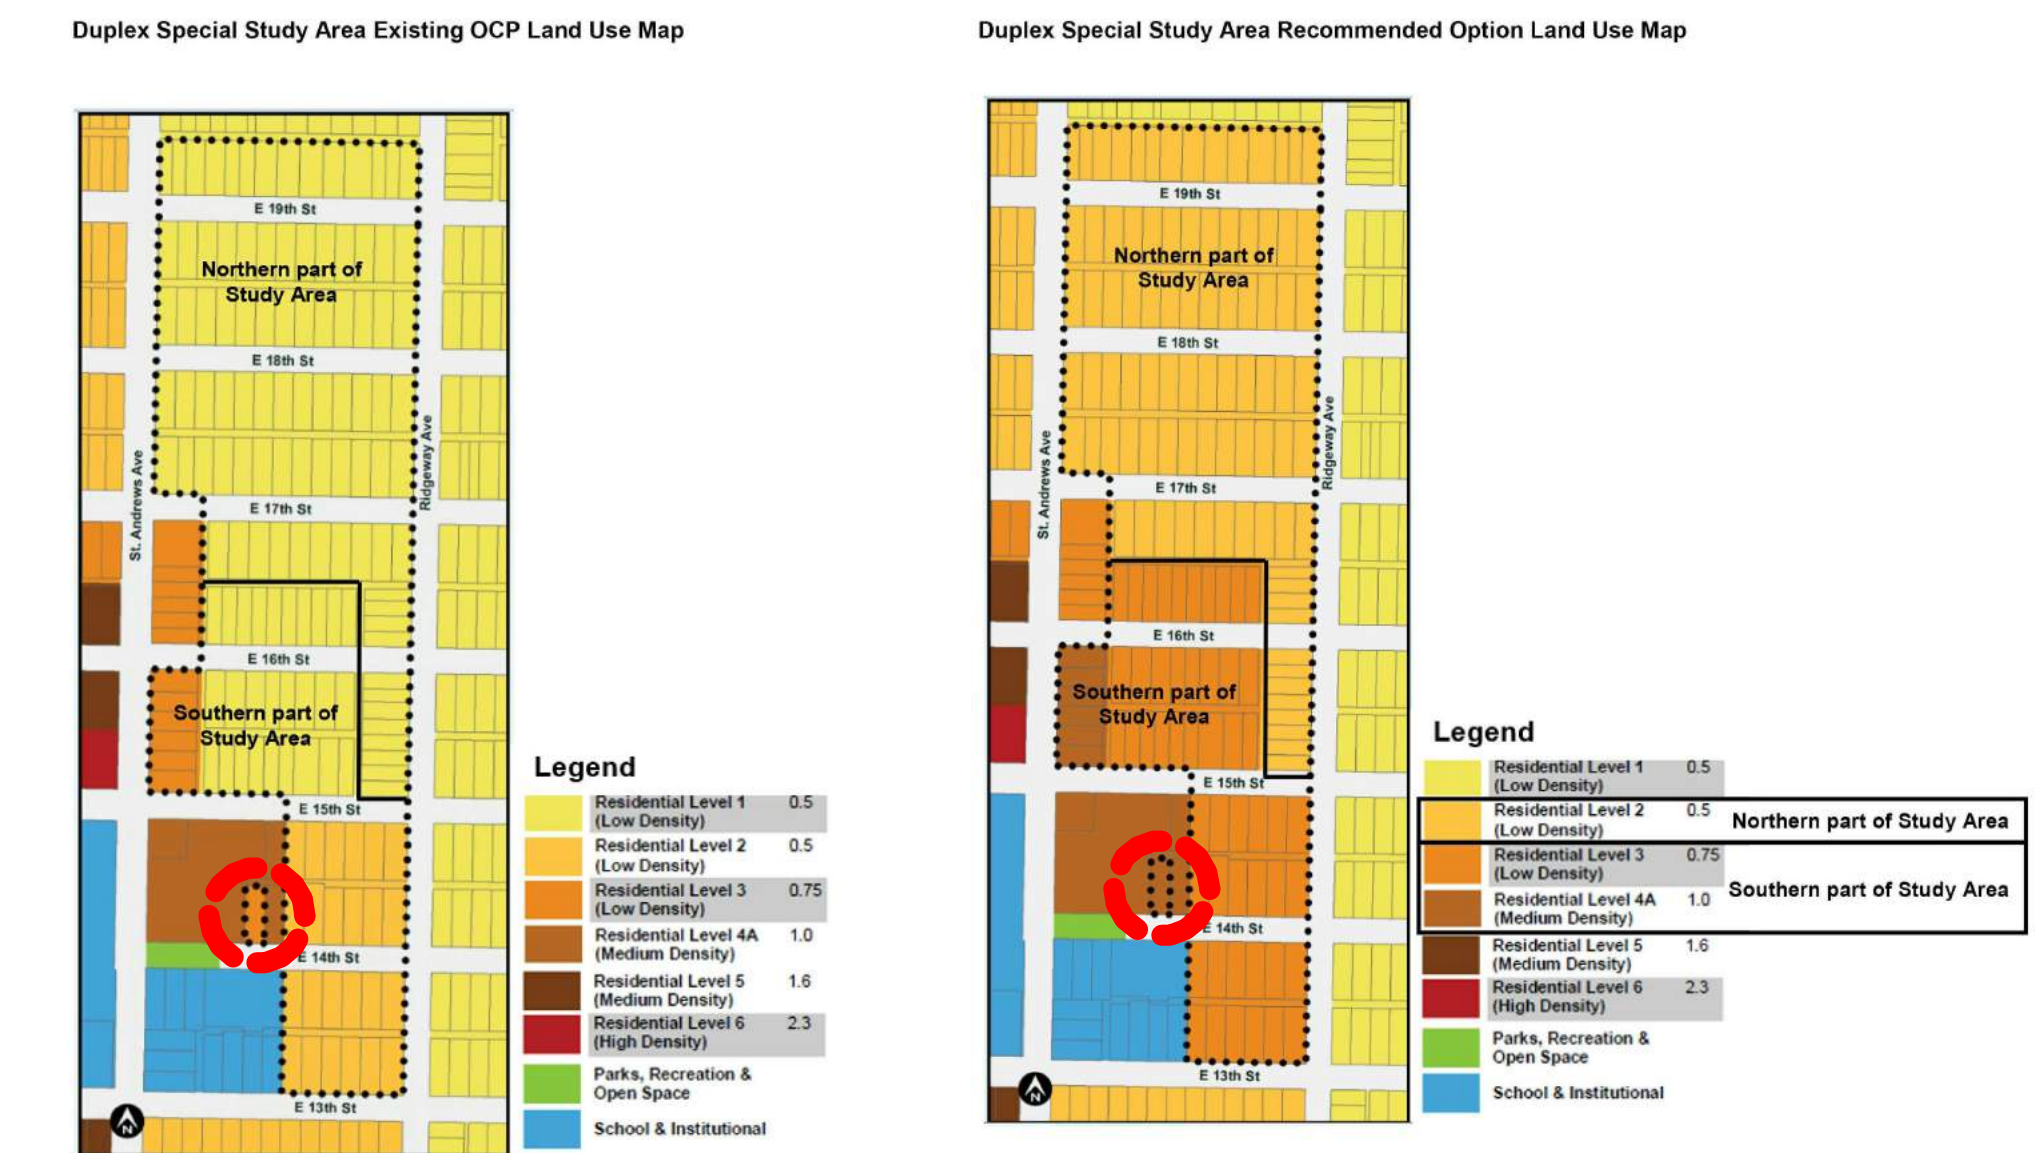 Duplex Special Study Area Existing OCP Land Use Map
E 19th St
Northern part of
Study Area
E 18th St
St. Andrews Ave
Ridgeway Ave
E 17th St
E 16th St
Southern part of
Study Area
E 15th St
E 14th St
E 13th St
N
Legend
Residential Level 1 0.5
(Low Density)
Residential Level 2 0.5
(Low Density)
Residential Level 3 0.75
(Low Density)
Residential Level 4A 1.0
(Medium Density)
Residential Level 5 1.6
(Medium Density)
Residential Level 6 2.3
(High Density)
Parks, Recreation &
Open Space
School & Institutional
Duplex Special Study Area Recommended Option Land Use Map
E 19th St
Northern part of
Study Area
E 18th St
St. Andrews Ave
Ridgeway Ave
E 17th St
E 16th St
Southern part of
Study Area
E 15th St
E 14th St
E 13th St
N
Legend
Residential Level 1 0.5
(Low Density)
Residential Level 2 0.5
(Low Density)
Northern part of Study Area
Residential Level 3 0.75
(Low Density)
Southern part of Study Area
Residential Level 4A 1.0
(Medium Density)
Residential Level 5 1.6
(Medium Density)
Residential Level 6 2.3
(High Density)
Parks, Recreation &
Open Space
School & Institutional